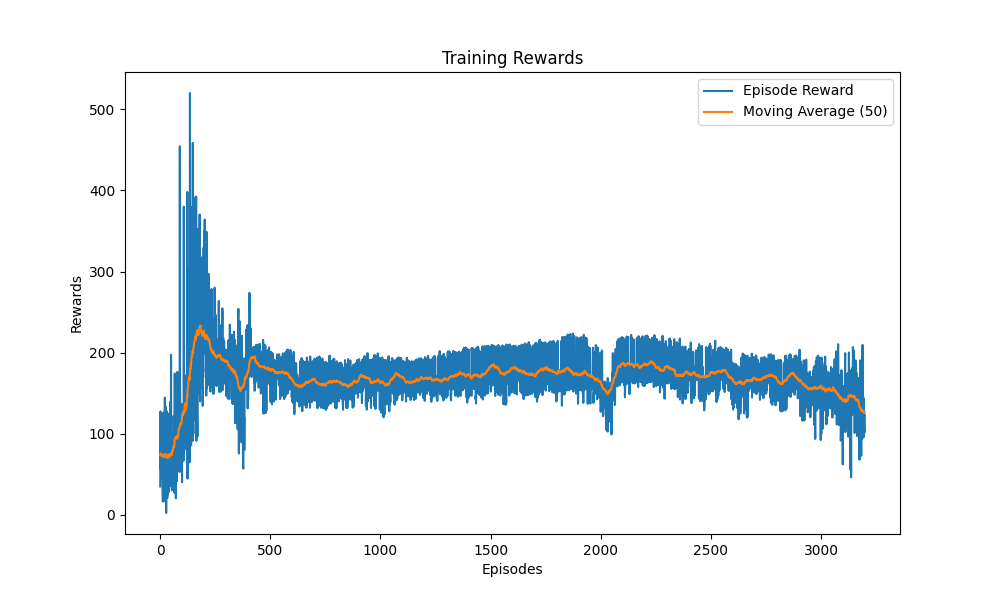 Training Rewards
Episode Reward
Moving Average (50)
Rewards
500
400
300
200
100
0
0 500 1000 1500 2000 2500 3000
Episodes